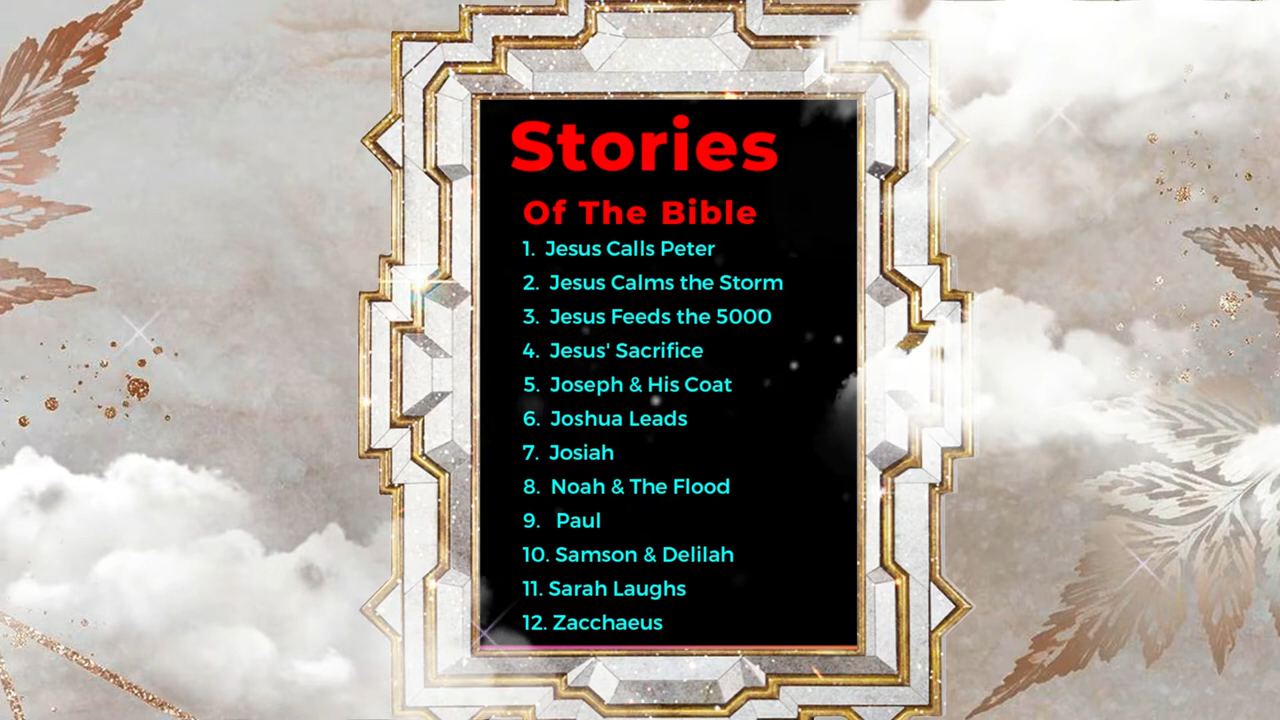 Stories
Of The Bible
1. Jesus Calls Peter
2. Jesus Calms the Storm
3. Jesus Feeds the 5000
4. Jesus' Sacrifice
5. Joseph & His Coat
6. Joshua Leads
7. Josiah
8. Noah & The Flood
9. Paul
10. Samson & Delilah
11. Sarah Laughs
12. Zacchaeus